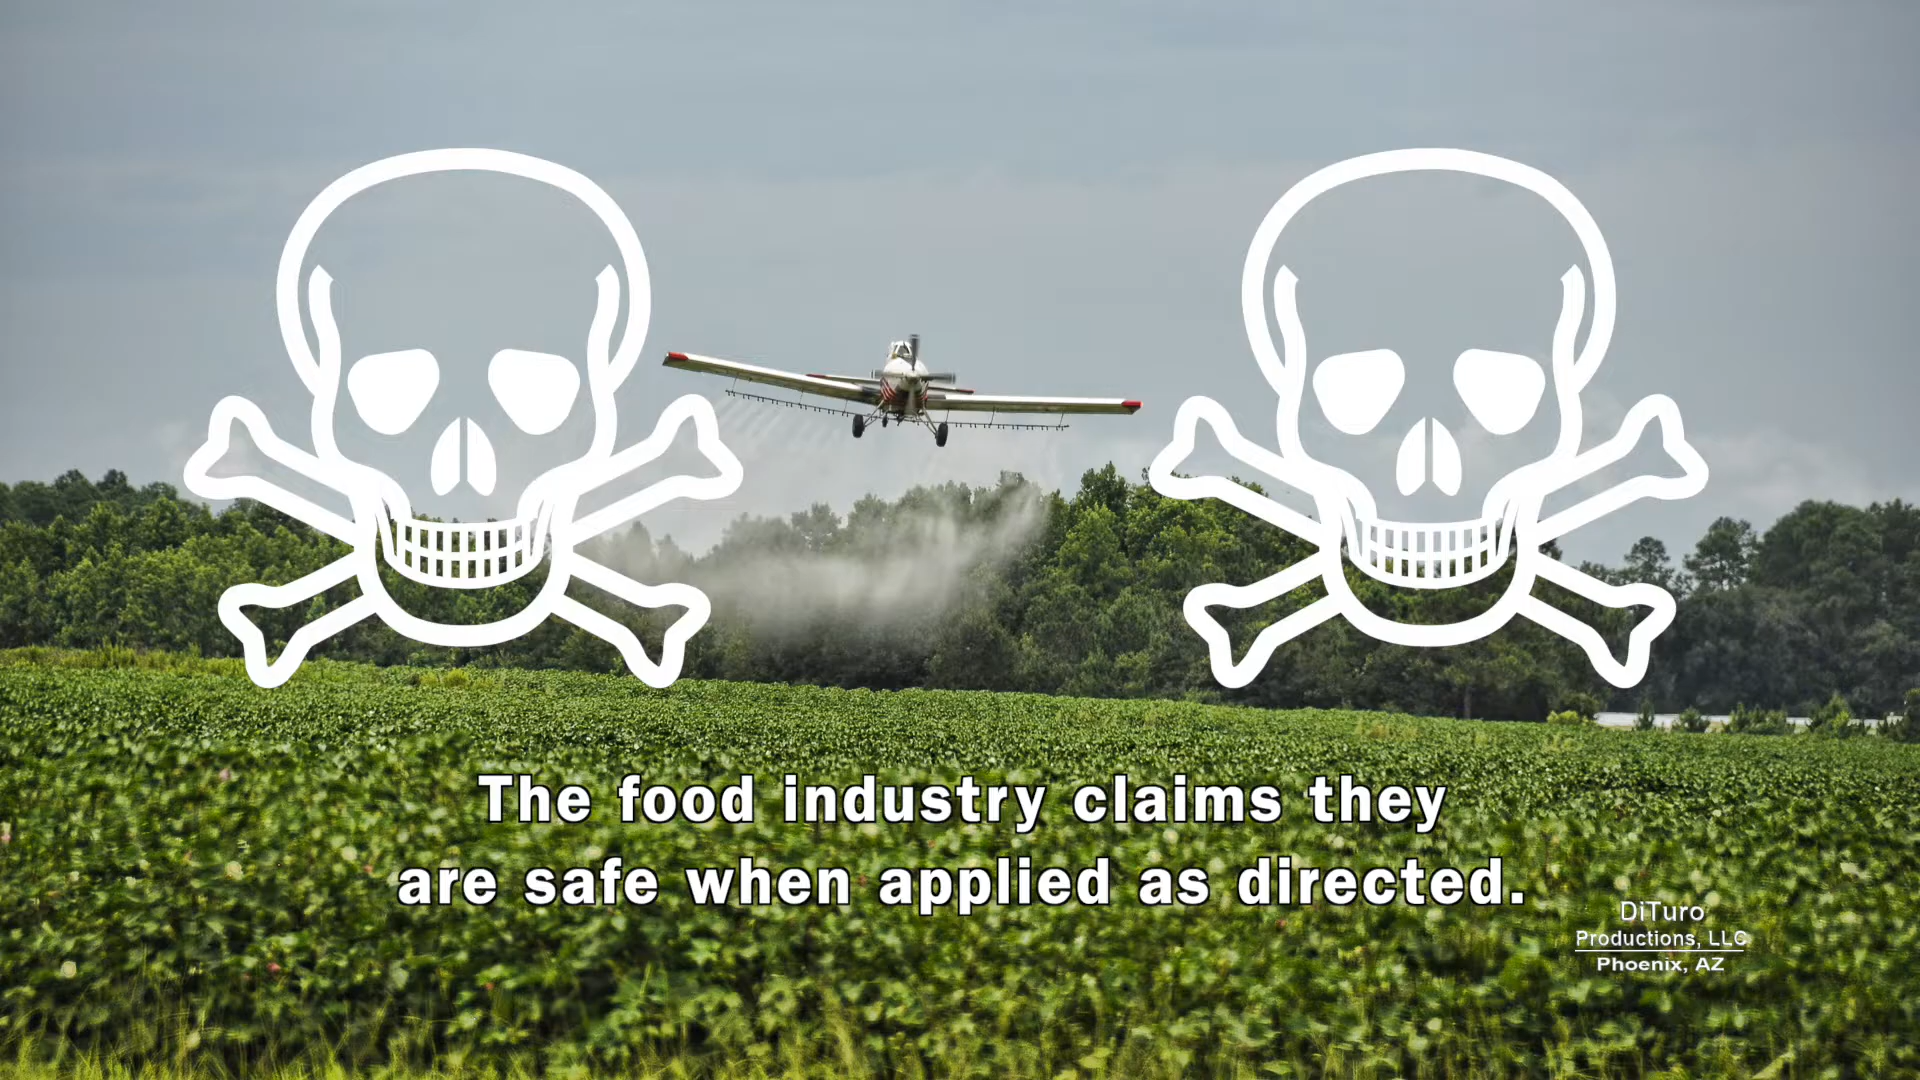 The food industry claims they
are safe when applied as directed.
DiTuro
Productions, LLC
Phoenix, AZ